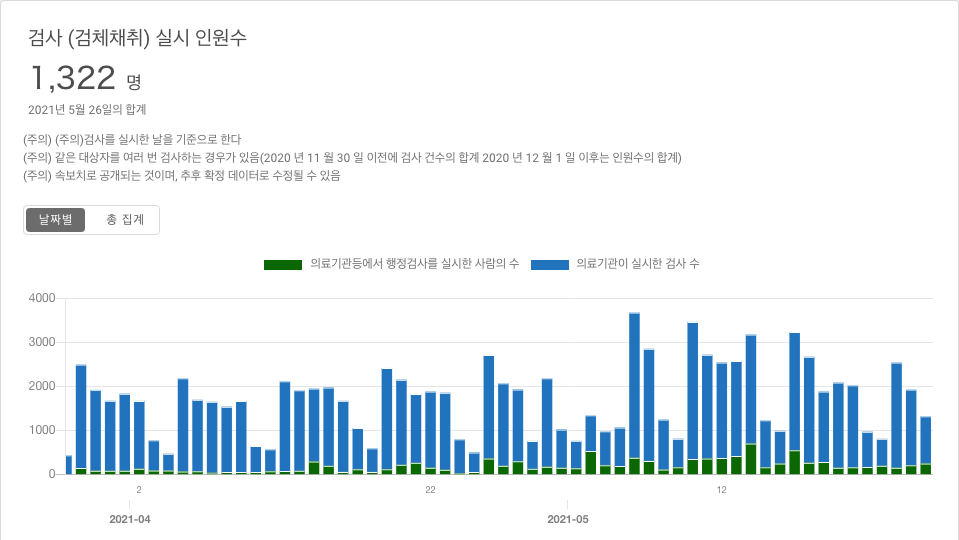 검사 (검체채취) 실시 인원수
1,322 명
2021년 5월 26일의 합계
(주의) (주의)검사를 실시한 날을 기준으로 한다
(주의) 같은 대상자를 여러 번 검사하는 경우가 있음(2020 년 11 월 30 일 이전에 검사 건수의 합계 2020 년 12 월 1 일 이후는 인원수의 합계)
(주의) 속보치로 공개되는 것이며, 추후 확정 데이터로 수정될 수 있음
날짜별 총 집계
의료기관등에서 행정검사를 실시한 사람의 수 의료기관이 실시한 검사 수
4000
3000
2000
1000
0
2 22 12
2021-04 2021-05